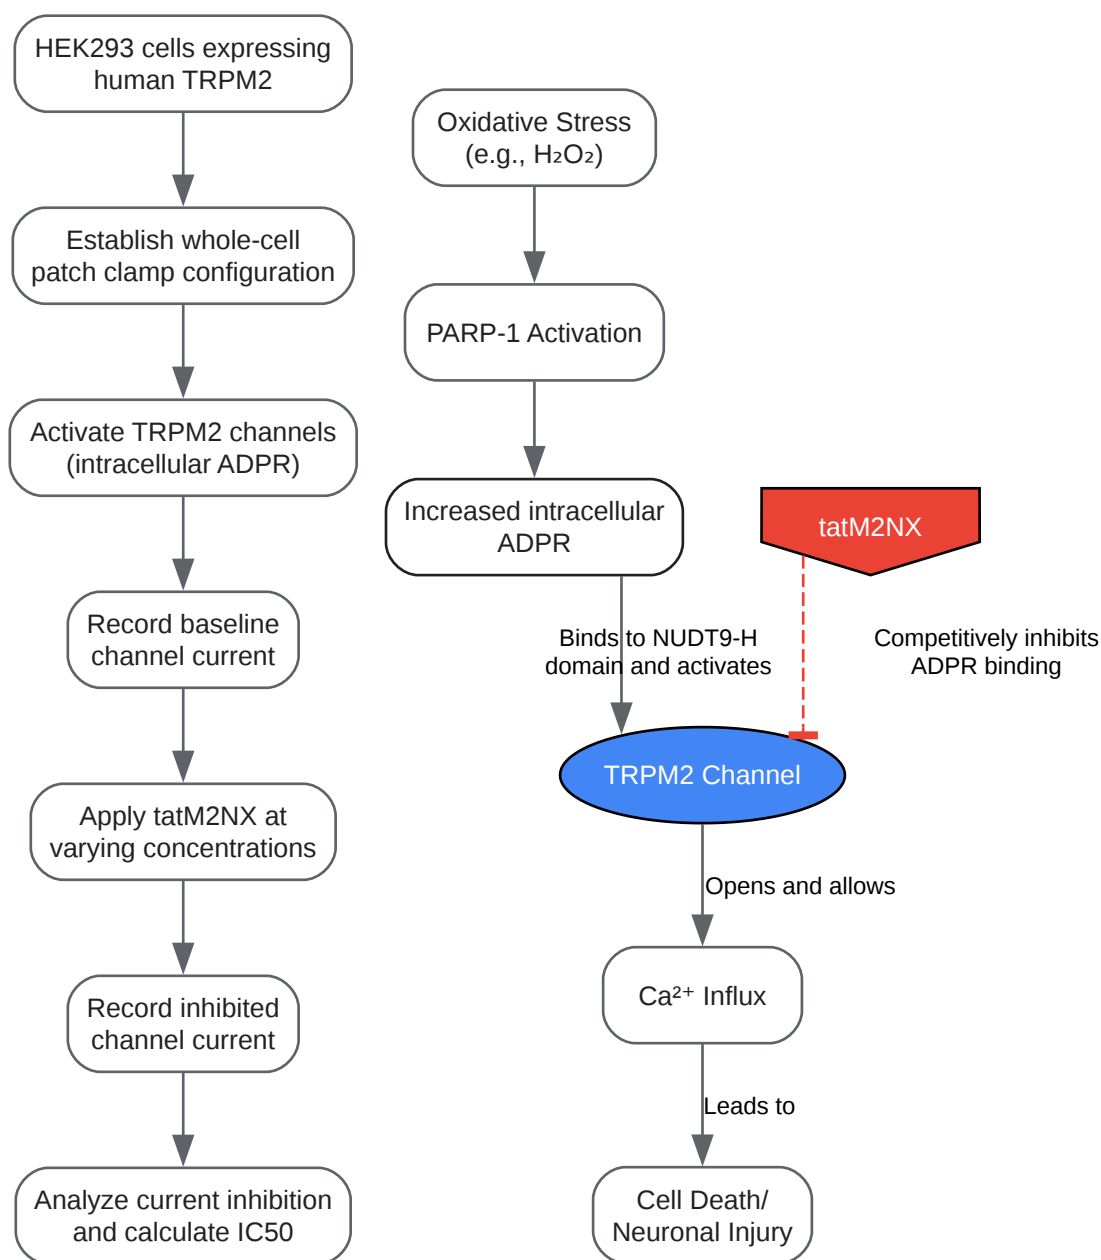 HEK293 cells expressing
human TRPM2
Establish whole-cell
patch clamp configuration
Activate TRPM2 channels
(intracellular ADPR)
Record baseline
channel current
Apply tatM2NX at
varying concentrations
Record inhibited
channel current
Analyze current inhibition
and calculate IC50
Oxidative Stress
(e.g., H₂O₂)
PARP-1 Activation
Increased intracellular
ADPR
tatM2NX
Binds to NUDT9-H
domain and activates
Competitively inhibits
ADPR binding
TRPM2 Channel
Opens and allows
Ca²⁺ Influx
Leads to
Cell Death/
Neuronal Injury